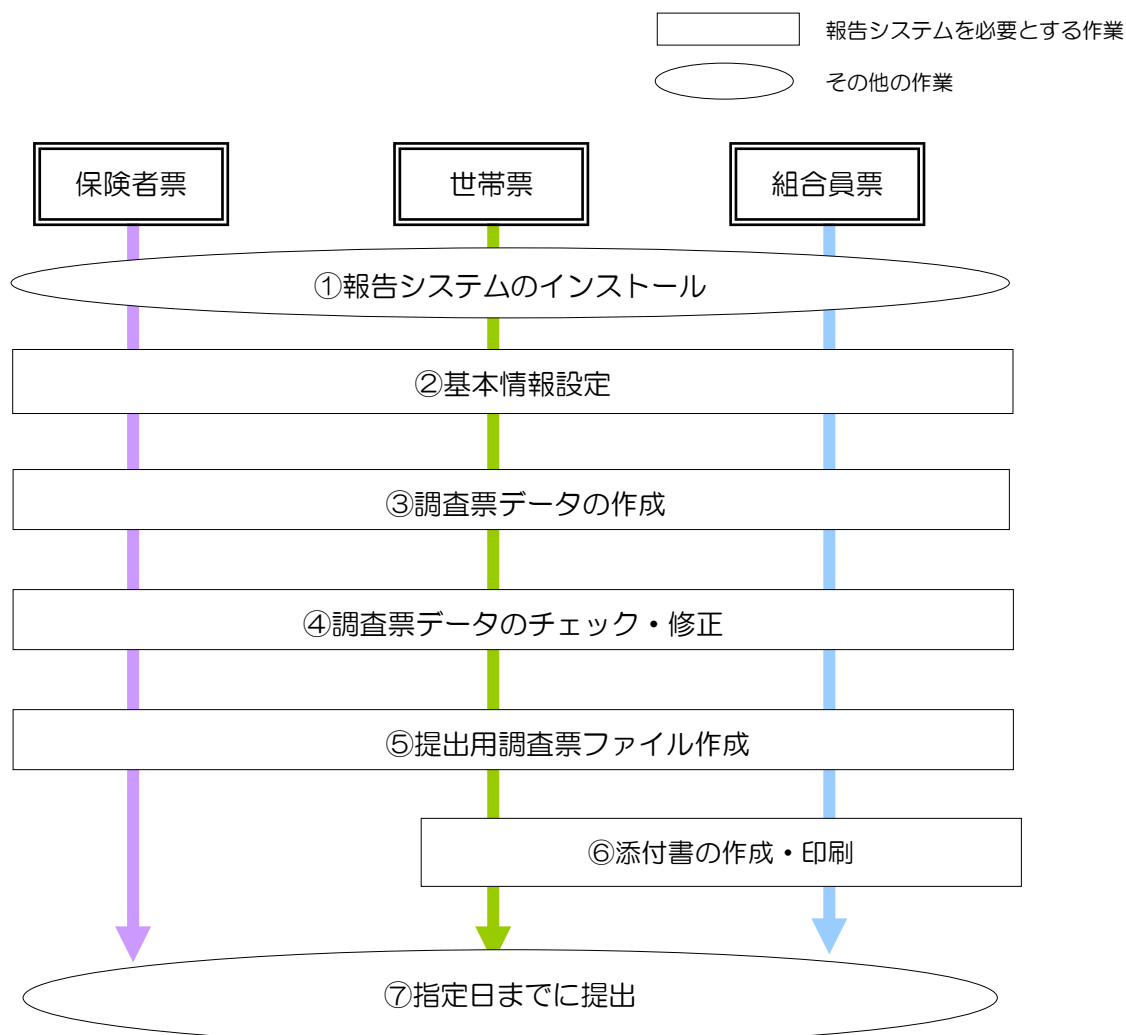 報告システムを必要とする作業
その他の作業
保険者票
世帯票
組合員票
①報告システムのインストール
②基本情報設定
③調査票データの作成
④調査票データのチェック・修正
⑤提出用調査票ファイル作成
⑥添付書の作成・印刷
⑦指定日までに提出